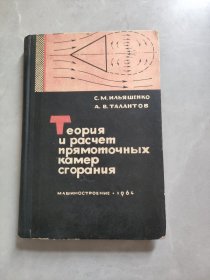 С. М. ИЛЬЯШЕНКО
А. В. ТАЛАНТОВ
Теория
и расчет
прямоточных
камер
сгорания
МАШИНОСТРОЕНИЕ • 1964